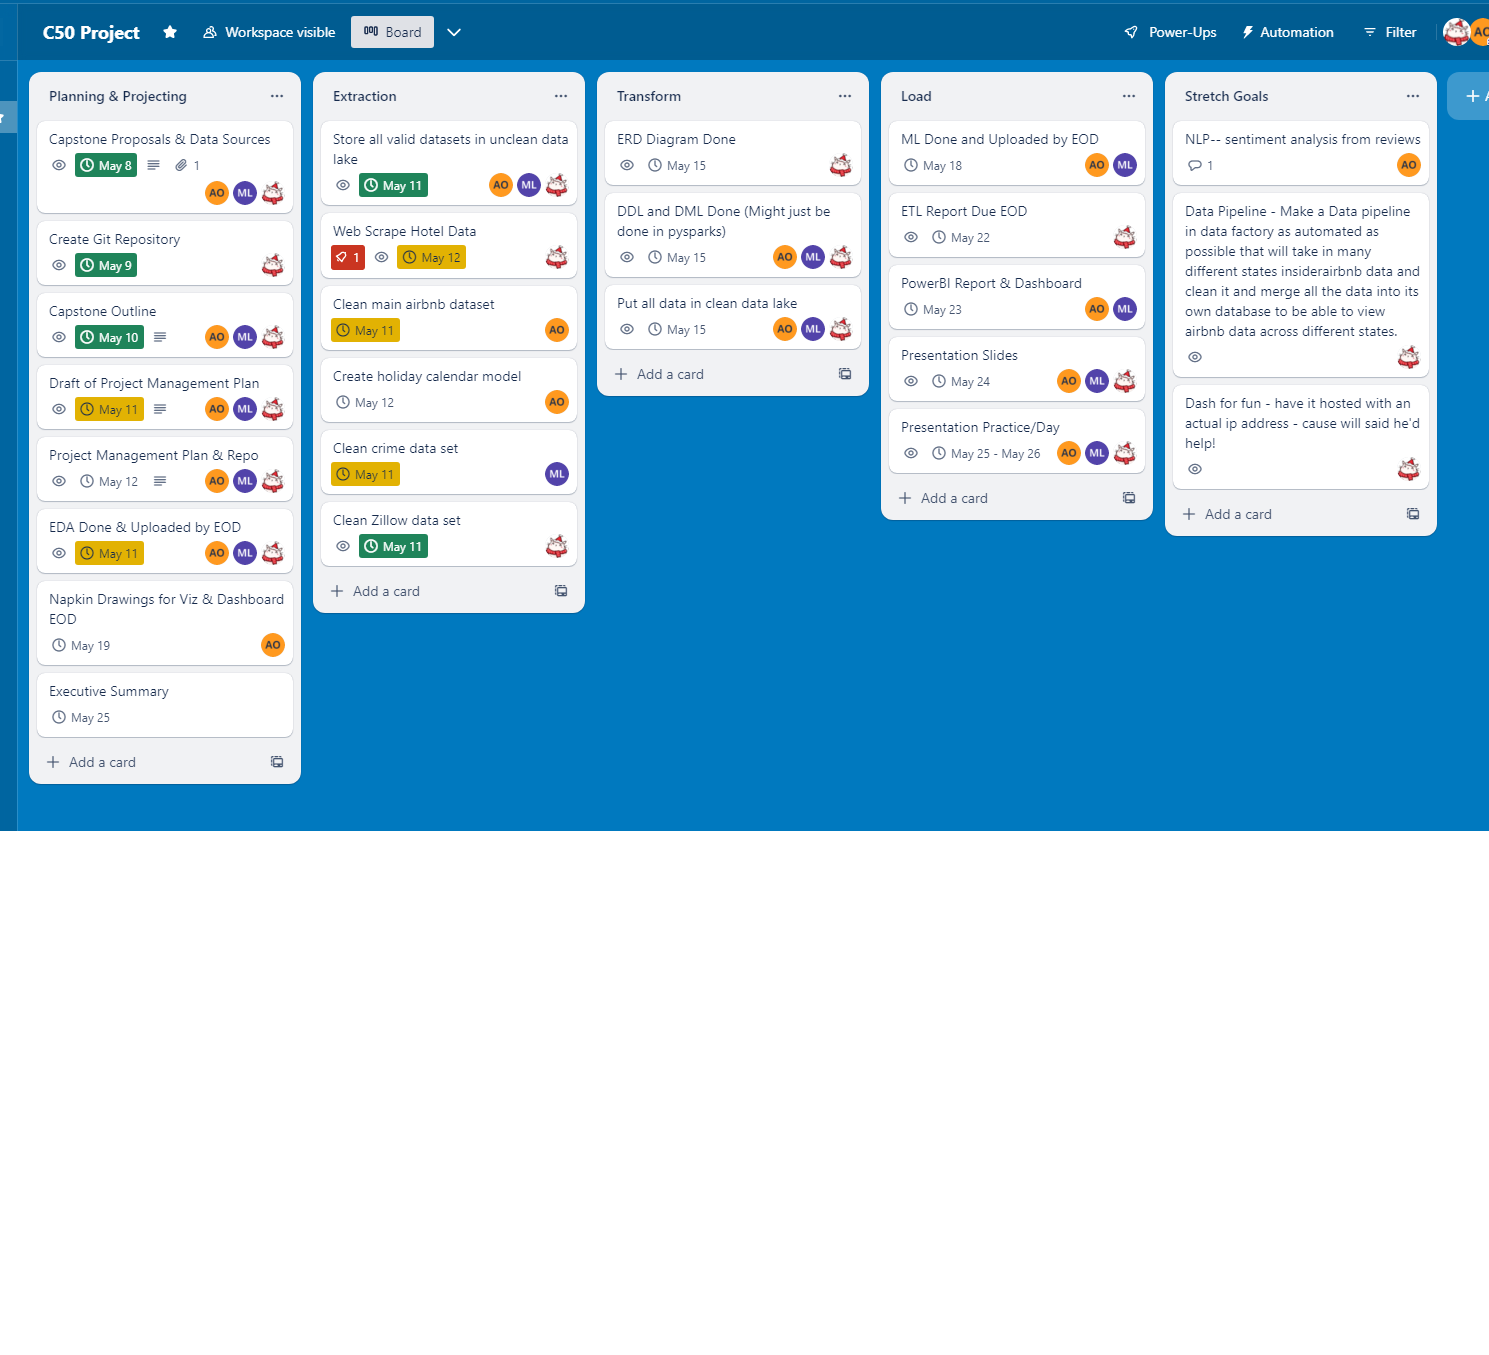 C50 Project
Workspace visible
Board
Power-Ups
Automation
Filter
AO
Planning & Projecting
Capstone Proposals & Data Sources
May 8
1
AO ML
Create Git Repository
May 9
Capstone Outline
May 10
AO ML
Draft of Project Management Plan
May 11
AO ML
Project Management Plan & Repo
May 12
AO ML
EDA Done & Uploaded by EOD
May 11
AO ML
Napkin Drawings for Viz & Dashboard
EOD
May 19
AO
Executive Summary
May 25
Add a card
Extraction
Store all valid datasets in unclean data
lake
May 11
AO ML
Web Scrape Hotel Data
1
May 12
Clean main airbnb dataset
May 11
AO
Create holiday calendar model
May 12
AO
Clean crime data set
May 11
ML
Clean Zillow data set
May 11
Add a card
Transform
ERD Diagram Done
May 15
DDL and DML Done (Might just be
done in pysparks)
May 15
AO ML
Put all data in clean data lake
May 15
AO ML
Add a card
Load
ML Done and Uploaded by EOD
May 18
AO ML
ETL Report Due EOD
May 22
PowerBI Report & Dashboard
May 23
AO ML
Presentation Slides
May 24
AO ML
Presentation Practice/Day
May 25 - May 26
AO ML
Add a card
Stretch Goals
NLP-- sentiment analysis from reviews
1
AO
Data Pipeline - Make a Data pipeline
in data factory as automated as
possible that will take in many
different states insiderairbnb data and
clean it and merge all the data into its
own database to be able to view
airbnb data across different states.
Dash for fun - have it hosted with an
actual ip address - cause will said he'd
help!
Add a card